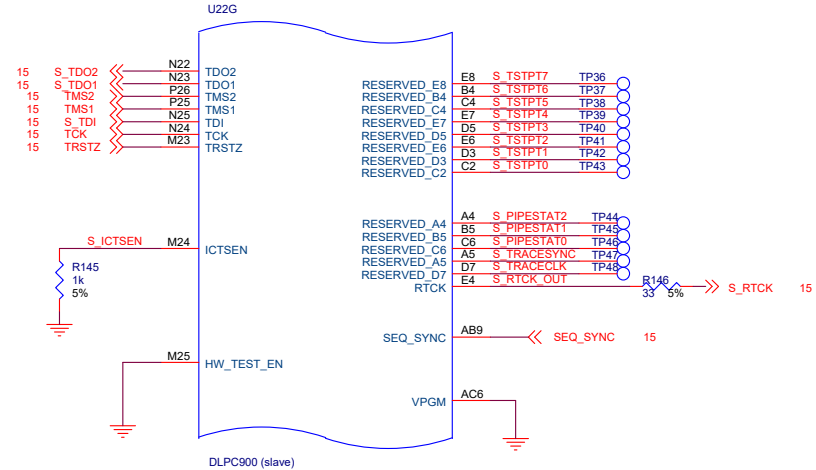 U22G
15 S_TDO2 N22 TDO2
15 S_TDO1 N23 TDO1
15 TMS2 P26 TMS2
15 TMS1 P25 TMS1
15 S_TDI N25 TDI
15 TCK N24 TCK
15 TRSTZ M23 TRSTZ
RESERVED_E8 E8 S_TSTPT7 TP36
RESERVED_B4 B4 S_TSTPT6 TP37
RESERVED_C4 C4 S_TSTPT5 TP38
RESERVED_E7 E7 S_TSTPT4 TP39
RESERVED_D5 D5 S_TSTPT3 TP40
RESERVED_E6 E6 S_TSTPT2 TP41
RESERVED_D3 D3 S_TSTPT1 TP42
RESERVED_C2 C2 S_TSTPT0 TP43
RESERVED_A4 A4 S_PIPESTAT2 TP44
RESERVED_B5 B5 S_PIPESTAT1 TP45
RESERVED_C6 C6 S_PIPESTAT0 TP46
RESERVED_A5 A5 S_TRACESYNC TP47
RESERVED_D7 D7 S_TRACECLK TP48
RTCK E4 S_RTCK_OUT R146 33 5% S_RTCK 15
S_ICTSEN M24 ICTSEN
R145
1k
5%
SEQ_SYNC AB9 SEQ_SYNC 15
M25 HW_TEST_EN
VPGM AC6
DLPC900 (slave)